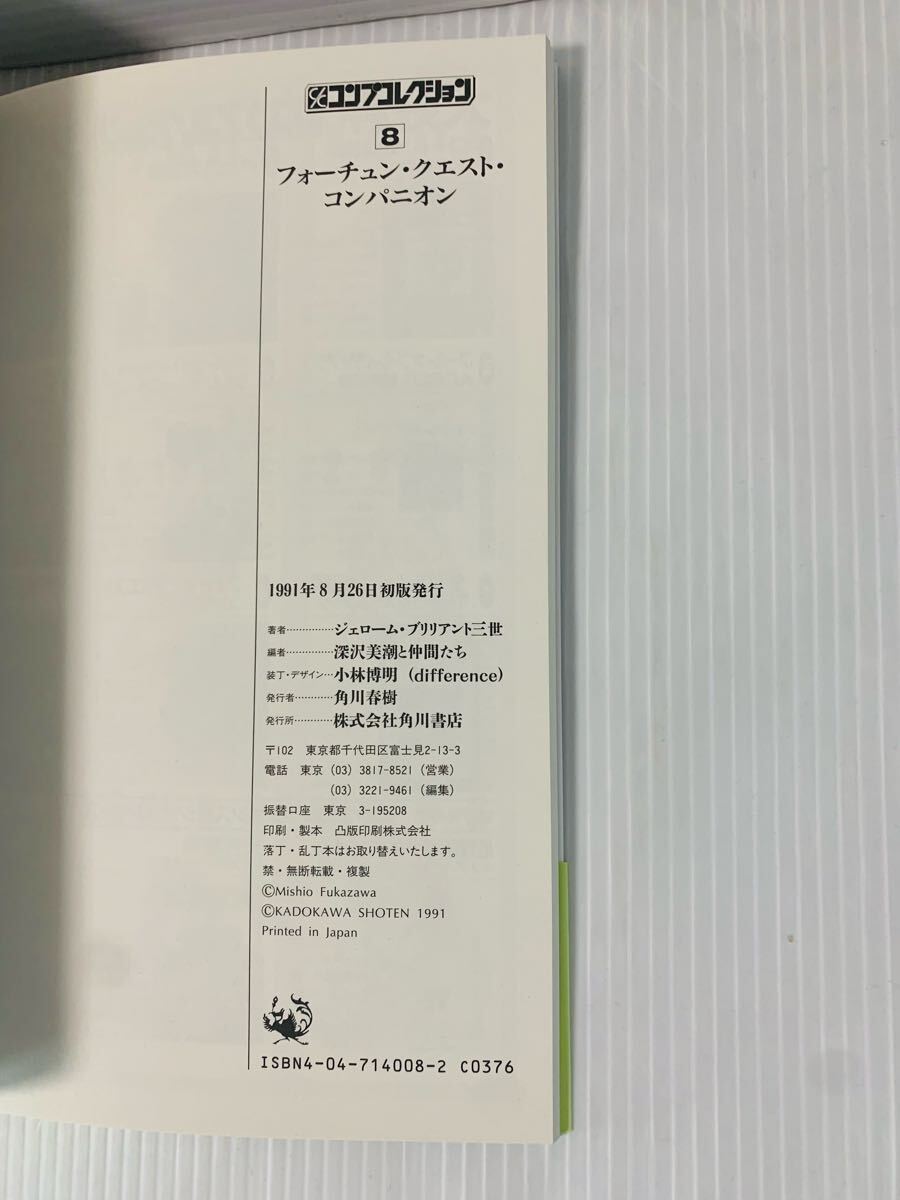 コンプコレクション
8
フォーチュン・クエスト・
コンパニオン
1991年8月26日初版発行
著者……………ジェローム・ブリリアント三世
編者……………深沢美潮と仲間たち
装丁・デザイン…小林博明（difference）
発行者…………角川春樹
発行所…………株式会社角川書店
〒102 東京都千代田区富士見2-13-3
電話 東京（03）3817-8521（営業）
（03）3221-9461（編集）
振替口座 東京 3-195208
印刷・製本 凸版印刷株式会社
落丁・乱丁本はお取り替えいたします。
禁・無断転載・複製
©Mishio Fukazawa
©KADOKAWA SHOTEN 1991
Printed in Japan
ISBN4-04-714008-2 C0376